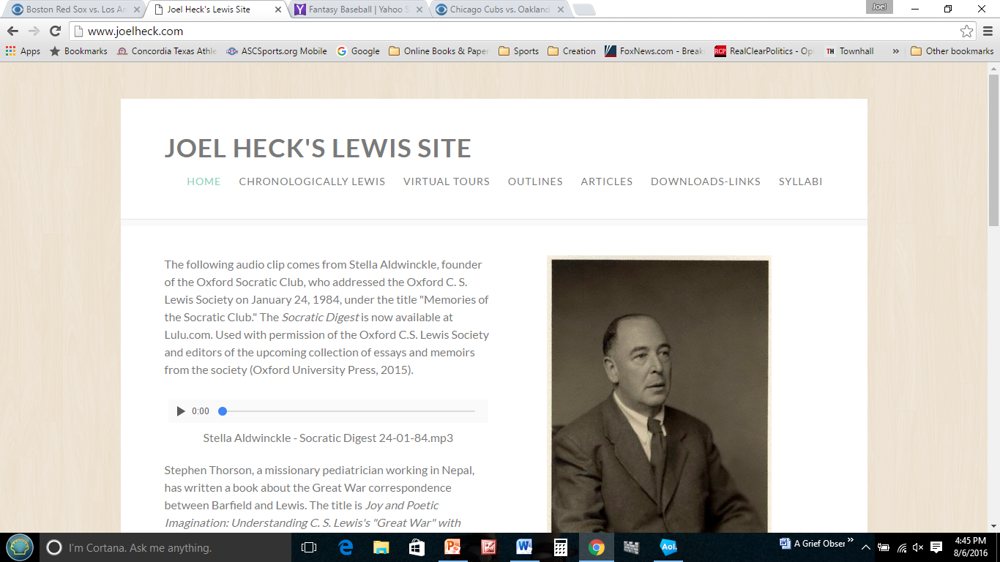 Boston Red Sox vs. Los An
Joel Heck's Lewis Site
Fantasy Baseball | Yahoo S
Chicago Cubs vs. Oakland
Joel
www.joelheck.com
Apps
Bookmarks
Concordia Texas Athle
ASCSports.org Mobile
Google
Online Books & Paper
Sports
Creation
FoxNews.com - Break
RCP
RealClearPolitics - Op
TH
Townhall
»
Other bookmarks
JOEL HECK'S LEWIS SITE
HOME CHRONOLOGICALLY LEWIS VIRTUAL TOURS OUTLINES ARTICLES DOWNLOADS-LINKS SYLLABI
The following audio clip comes from Stella Aldwinckle, founder
of the Oxford Socratic Club, who addressed the Oxford C. S.
Lewis Society on January 24, 1984, under the title "Memories of
the Socratic Club." The Socratic Digest is now available at
Lulu.com. Used with permission of the Oxford C.S. Lewis Society
and editors of the upcoming collection of essays and memoirs
from the society (Oxford University Press, 2015).
0:00
Stella Aldwinckle - Socratic Digest 24-01-84.mp3
Stephen Thorson, a missionary pediatrician working in Nepal,
has written a book about the Great War correspondence
between Barfield and Lewis. The title is Joy and Poetic
Imagination: Understanding C. S. Lewis's "Great War" with
I'm Cortana. Ask me anything.
Aol.
A Grief Obser
»
4:45 PM
8/6/2016